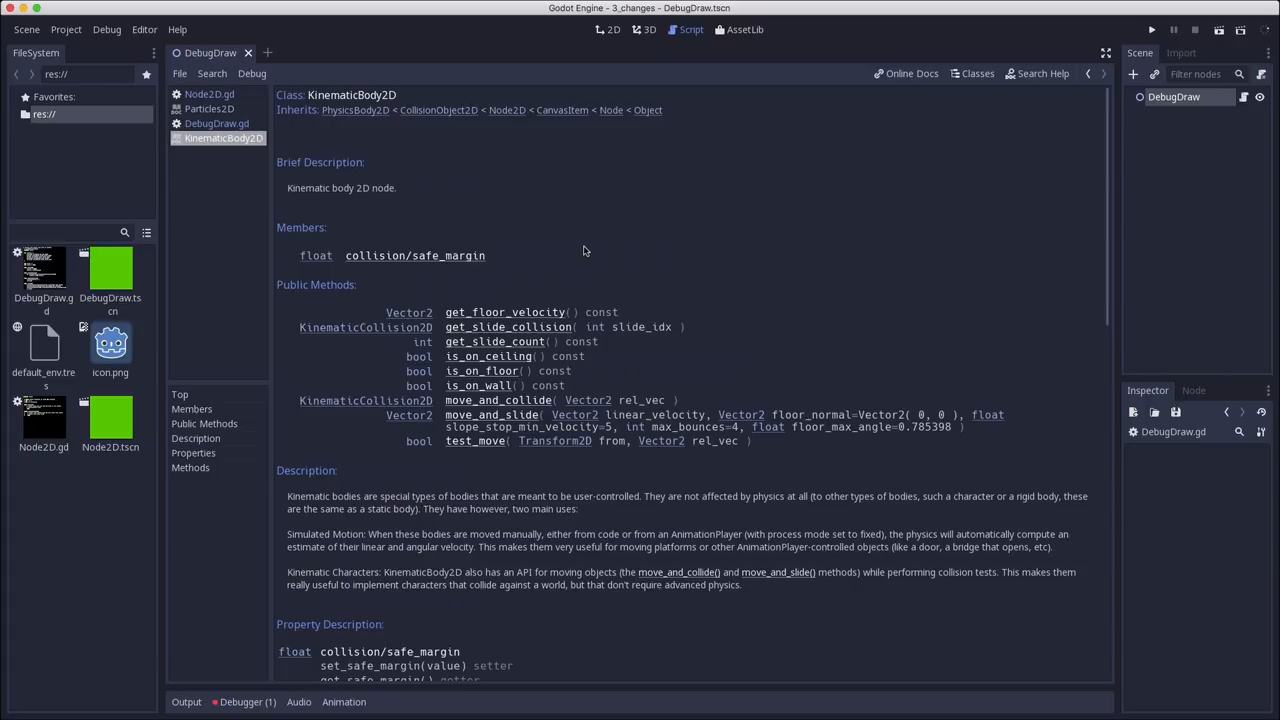 Godot Engine - 3_changes - DebugDraw.tscn
Scene Project Debug Editor Help
2D 3D Script AssetLib
FileSystem
res://
Favorites:
res://
DebugDraw.g
d
DebugDraw.ts
cn
default_env.tre
s
icon.png
Node2D.gd
Node2D.tscn
DebugDraw
File Search Debug
Online Docs Classes Search Help
Node2D.gd
Particles2D
DebugDraw.gd
KinematicBody2D
Top
Members
Public Methods
Description
Properties
Methods
Class: KinematicBody2D
Inherits: PhysicsBody2D < CollisionObject2D < Node2D < CanvasItem < Node < Object
Brief Description:
Kinematic body 2D node.
Members:
float collision/safe_margin
Public Methods:
Vector2 get_floor_velocity() const
KinematicCollision2D get_slide_collision( int slide_idx )
int get_slide_count() const
bool is_on_ceiling() const
bool is_on_floor() const
bool is_on_wall() const
KinematicCollision2D move_and_collide( Vector2 rel_vec )
Vector2 move_and_slide( Vector2 linear_velocity, Vector2 floor_normal=Vector2( 0, 0 ), float
slope_stop_min_velocity=5, int max_bounces=4, float floor_max_angle=0.785398 )
bool test_move( Transform2D from, Vector2 rel_vec )
Description:
Kinematic bodies are special types of bodies that are meant to be user-controlled. They are not affected by physics at all (to other types of bodies, such a character or a rigid body, these
are the same as a static body). They have however, two main uses:
Simulated Motion: When these bodies are moved manually, either from code or from an AnimationPlayer (with process mode set to fixed), the physics will automatically compute an
estimate of their linear and angular velocity. This makes them very useful for moving platforms or other AnimationPlayer-controlled objects (like a door, a bridge that opens, etc).
Kinematic Characters: KinematicBody2D also has an API for moving objects (the move_and_collide() and move_and_slide() methods) while performing collision tests. This makes them
really useful to implement characters that collide against a world, but that don't require advanced physics.
Property Description:
float collision/safe_margin
set_safe_margin(value) setter
get_safe_margin() getter
Output Debugger (1) Audio Animation
Scene Import
Filter nodes
DebugDraw
Inspector Node
DebugDraw.gd